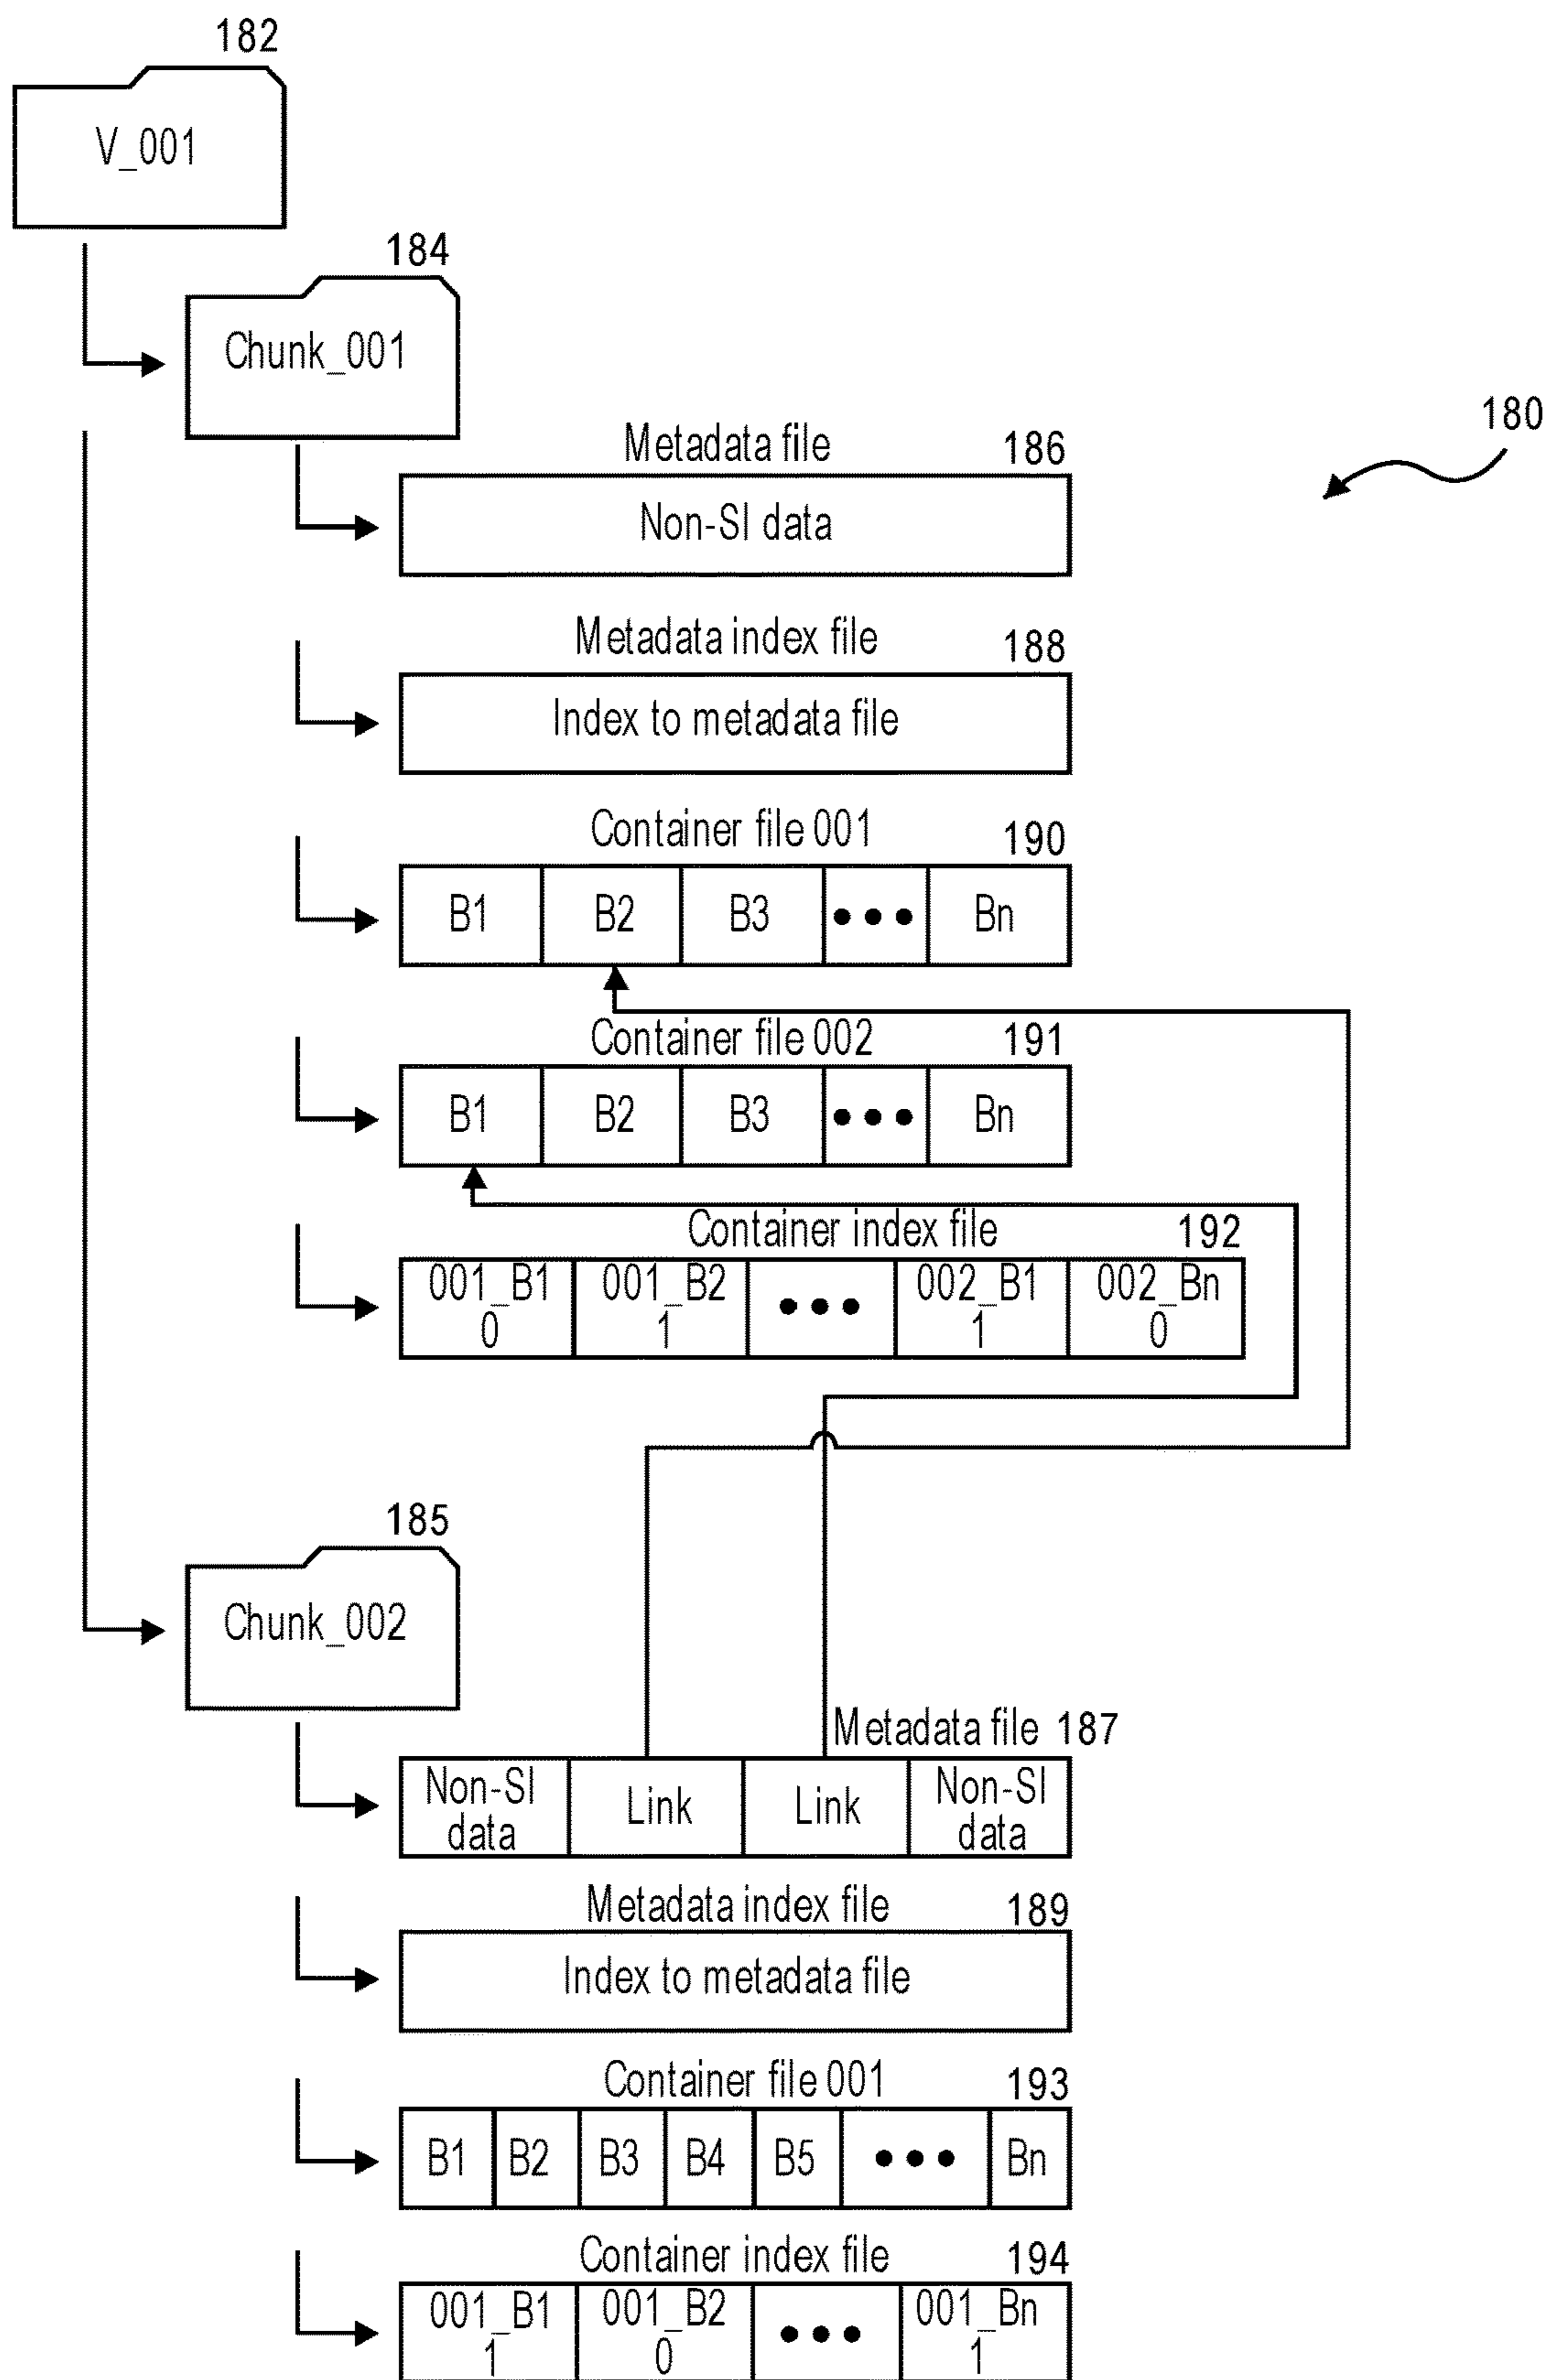 182
V_001
184
Chunk_001
180
Metadata file 186
Non-SI data
Metadata index file 188
Index to metadata file
Container file 001 190
B1 B2 B3 ••• Bn
Container file 002 191
B1 B2 B3 ••• Bn
Container index file 192
001_B1 001_B2 ••• 002_B1 002_Bn
0 1 1 0
185
Chunk_002
Metadata file 187
Non-SI Link Link Non-SI
data data
Metadata index file 189
Index to metadata file
Container file 001 193
B1 B2 B3 B4 B5 ••• Bn
Container index file 194
001_B1 001_B2 ••• 001_Bn
1 0 1